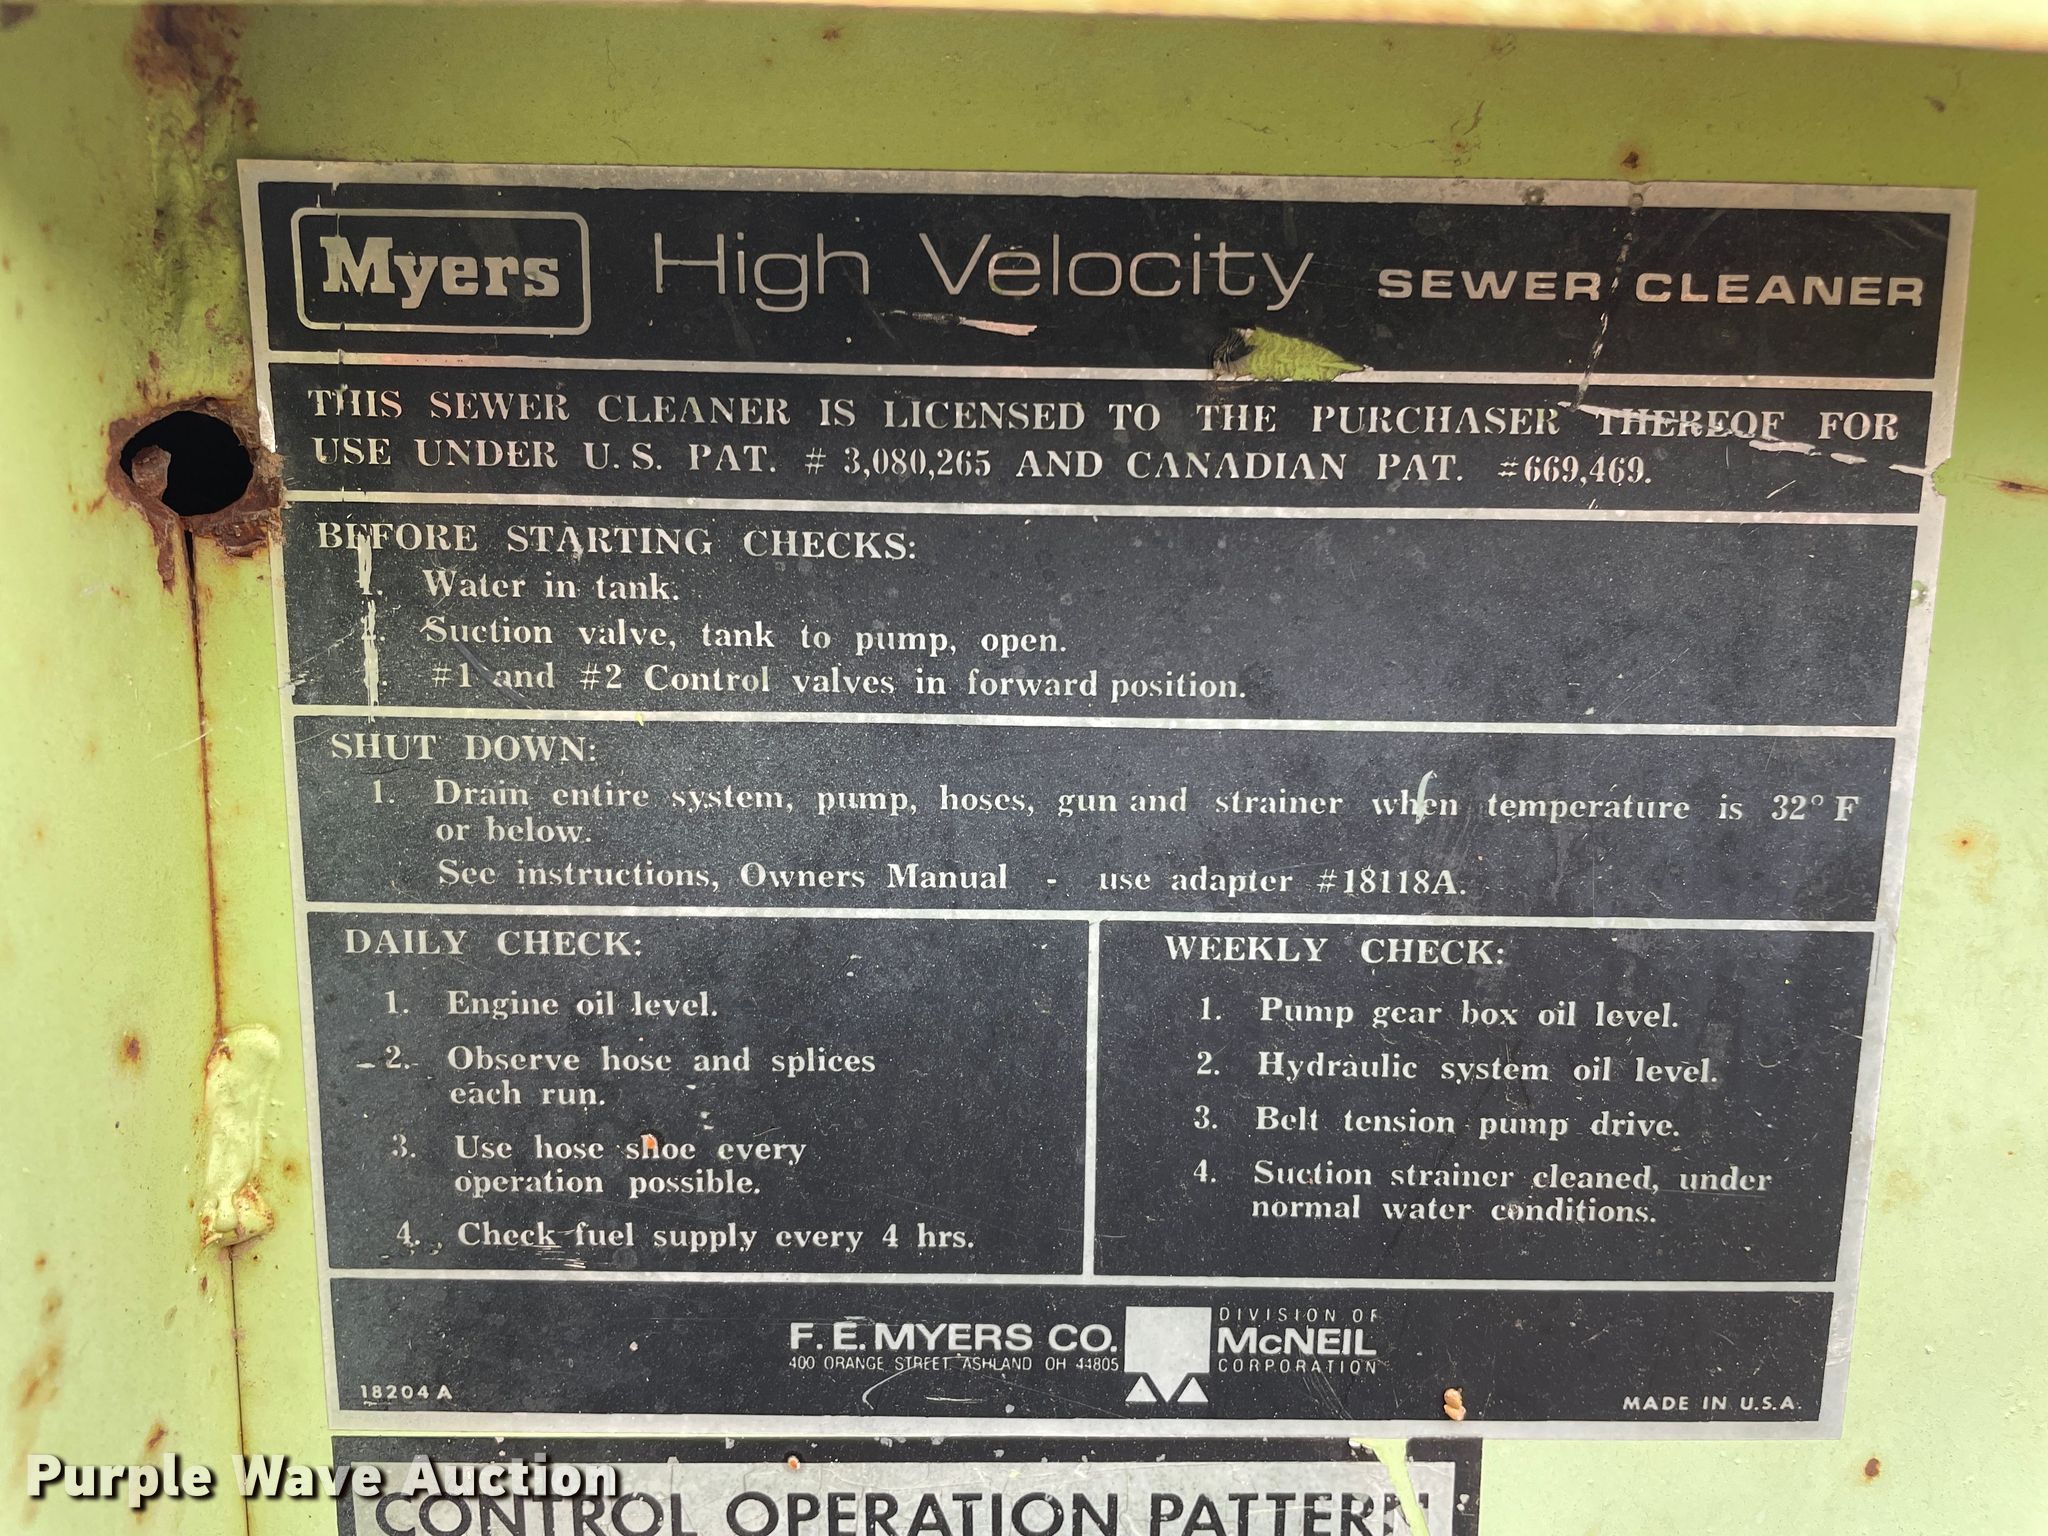 Myers High Velocity SEWER CLEANER
THIS SEWER CLEANER IS LICENSED TO THE PURCHASER THEREOF FOR
USE UNDER U.S. PAT. # 3,080,265 AND CANADIAN PAT. #669,469.
BEFORE STARTING CHECKS:
1. Water in tank.
2. Suction valve, tank to pump, open.
#1 and #2 Control valves in forward position.
SHUT DOWN:
1. Drain entire system, pump, hoses, gun and strainer when temperature is 32° F
or below.
See instructions, Owners Manual - use adapter #18118A.
DAILY CHECK:
1. Engine oil level.
2. Observe hose and splices
each run.
3. Use hose shoe every
operation possible.
4. Check fuel supply every 4 hrs.
WEEKLY CHECK:
1. Pump gear box oil level.
2. Hydraulic system oil level.
3. Belt tension pump drive.
4. Suction strainer cleaned, under
normal water conditions.
F. E. MYERS CO.
400 ORANGE STREET, ASHLAND OH 44805
DIVISION OF
McNEIL
CORPORATION
18204A
MADE IN U.S.A.
CONTROL OPERATION PATTERN
Purple Wave Auction